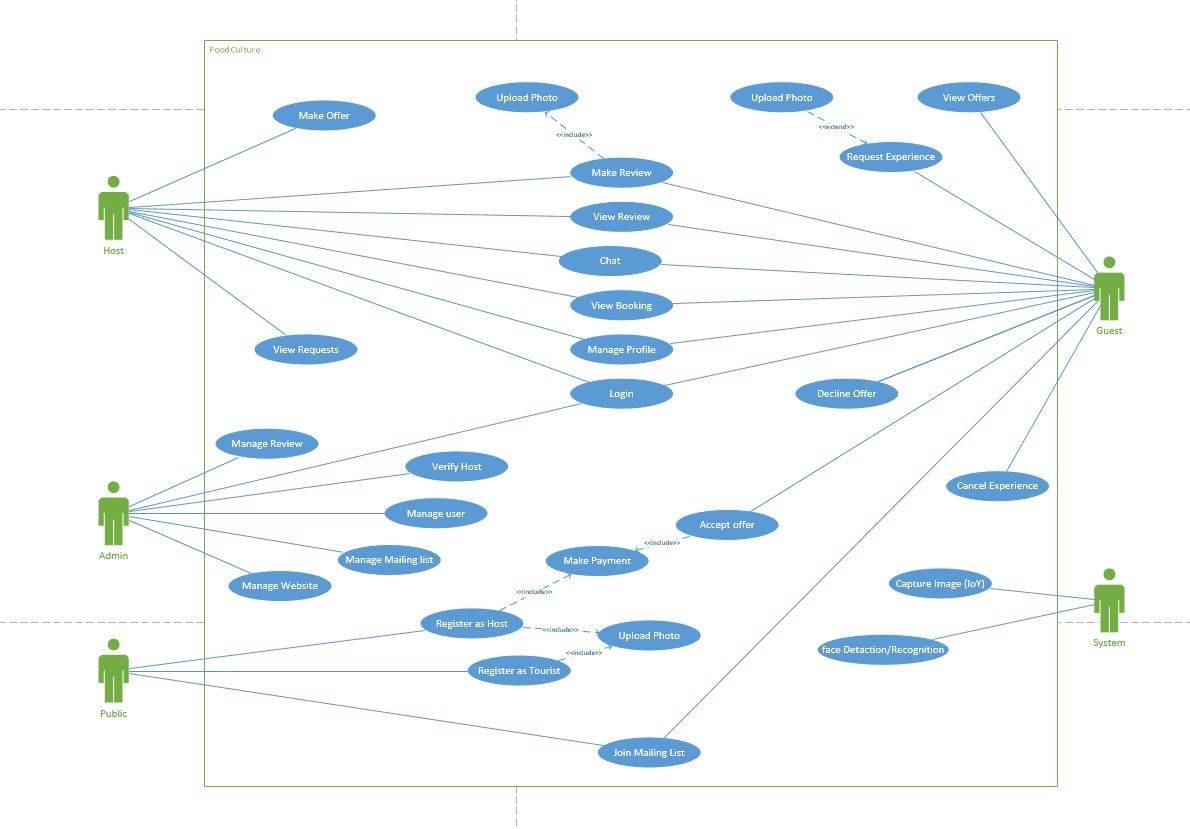 FoodCulture
Upload Photo
Upload Photo
View Offers
Make Offer
<<extend>>
<<include>>
Request Experience
Make Review
View Review
Host
Chat
View Booking
Guest
View Requests
Manage Profile
Login
Decline Offer
Manage Review
Verify Host
Cancel Experience
Manage user
Accept offer
<<include>>
Admin
Manage Mailing list
Make Payment
Manage Website
Capture Image (IoY)
<<include>>
Register as Host
<<include>>
Upload Photo
System
face Detaction/Recognition
<<include>>
Register as Tourist
Public
Join Mailing List